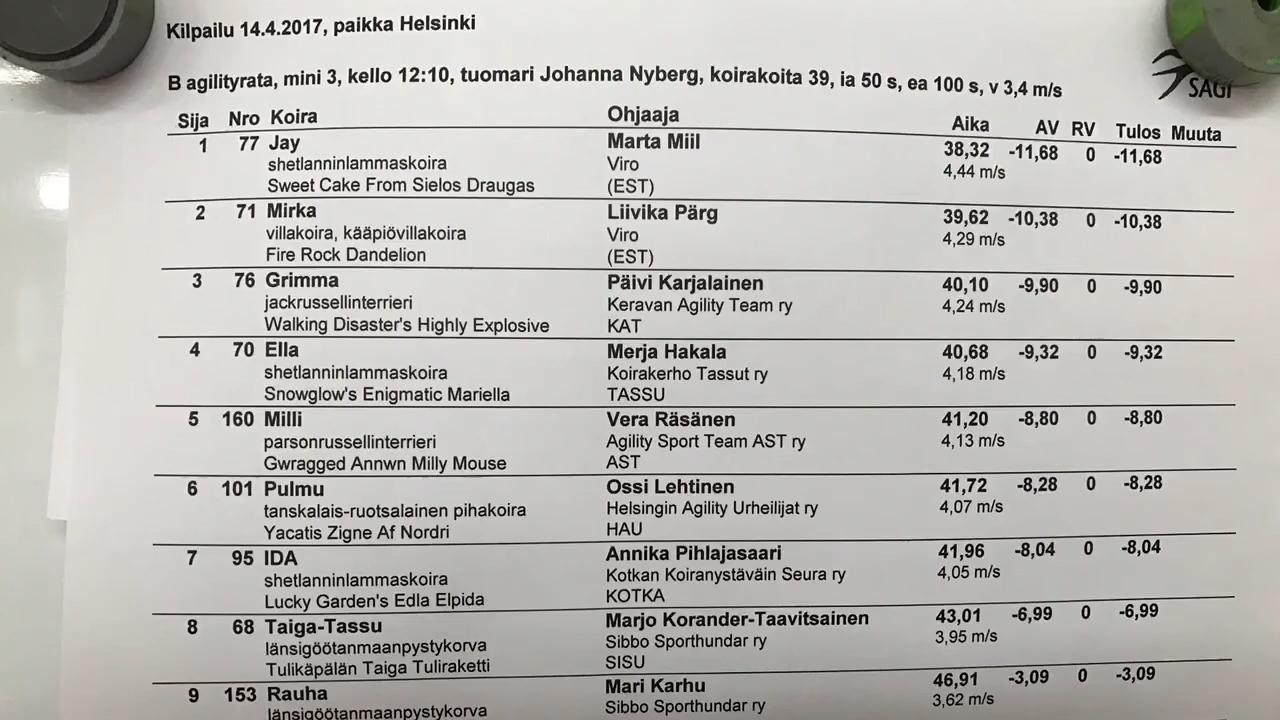 Kilpailu 14.4.2017, paikka Helsinki
B agilityrata, mini 3, kello 12:10, tuomari Johanna Nyberg, koirakoita 39, ia 50 s, ea 100 s, v 3,4 m/s
SAGI
Sija Nro Koira Ohjaaja Aika AV RV Tulos Muuta
1 77 Jay Marta Miil 38,32 -11,68 0 -11,68
shetlanninlammaskoira Viro 4,44 m/s
Sweet Cake From Sielos Draugas (EST)
2 71 Mirka Liivika Pärg 39,62 -10,38 0 -10,38
villakoira, kääpiövillakoira Viro 4,29 m/s
Fire Rock Dandelion (EST)
3 76 Grimma Päivi Karjalainen 40,10 -9,90 0 -9,90
jackrussellinterrieri Keravan Agility Team ry 4,24 m/s
Walking Disaster's Highly Explosive KAT
4 70 Ella Merja Hakala 40,68 -9,32 0 -9,32
shetlanninlammaskoira Koirakerho Tassut ry 4,18 m/s
Snowglow's Enigmatic Mariella TASSU
5 160 Milli Vera Räsänen 41,20 -8,80 0 -8,80
parsonrussellinterrieri Agility Sport Team AST ry 4,13 m/s
Gwragged Annwn Milly Mouse AST
6 101 Pulmu Ossi Lehtinen 41,72 -8,28 0 -8,28
tanskalais-ruotsalainen pihakoira Helsingin Agility Urheilijat ry 4,07 m/s
Yacatis Zigne Af Nordri HAU
7 95 IDA Annika Pihlajasaari 41,96 -8,04 0 -8,04
shetlanninlammaskoira Kotkan Koiranystäväin Seura ry 4,05 m/s
Lucky Garden's Edla Elpida KOTKA
8 68 Taiga-Tassu Marjo Korander-Taavitsainen 43,01 -6,99 0 -6,99
länsigöötanmaanpystykorva Sibbo Sporthundar ry 3,95 m/s
Tulikäpälän Taiga Tuliraketti SISU
9 153 Rauha Mari Karhu 46,91 -3,09 0 -3,09
länsigöötanmaanpystykorva Sibbo Sporthundar ry 3,62 m/s